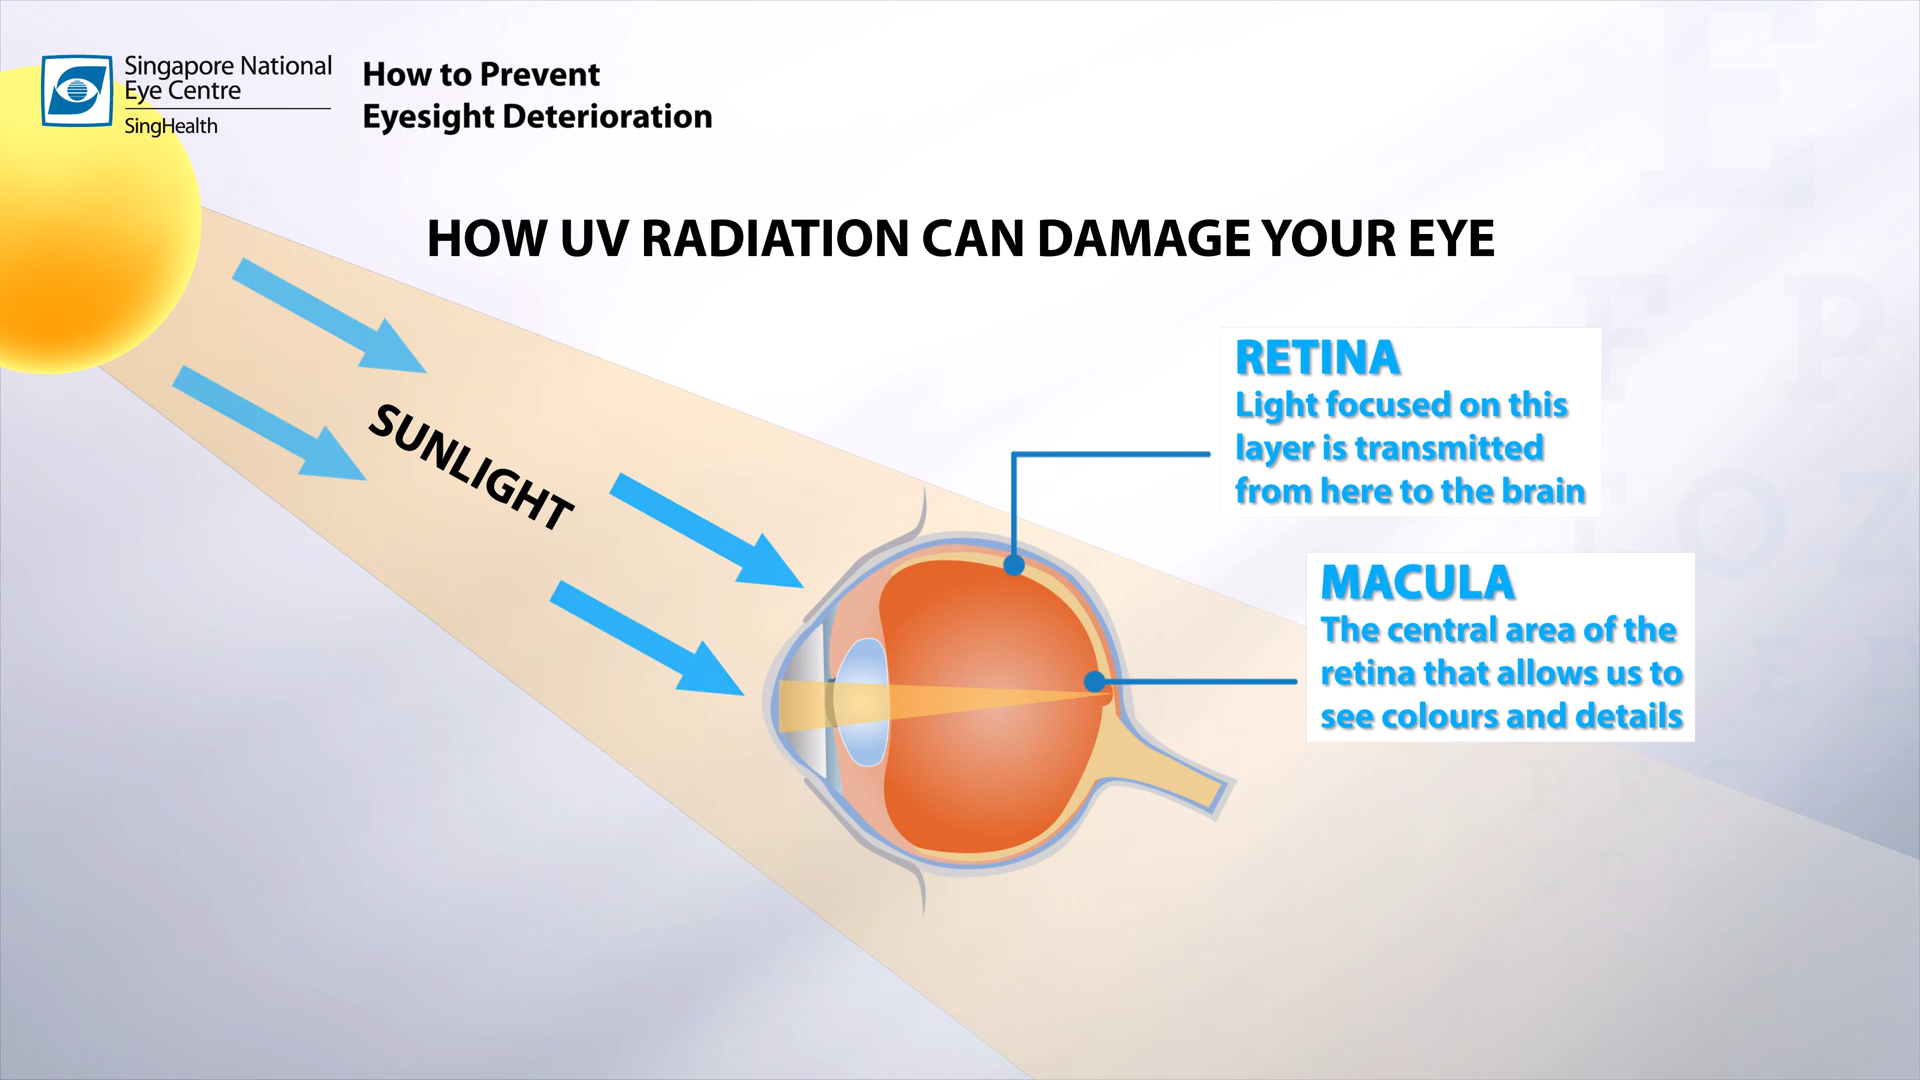 Singapore National
Eye Centre
SingHealth
How to Prevent
Eyesight Deterioration
HOW UV RADIATION CAN DAMAGE YOUR EYE
SUNLIGHT
RETINA
Light focused on this
layer is transmitted
from here to the brain
MACULA
The central area of the
retina that allows us to
see colours and details
E
F P
T O Z